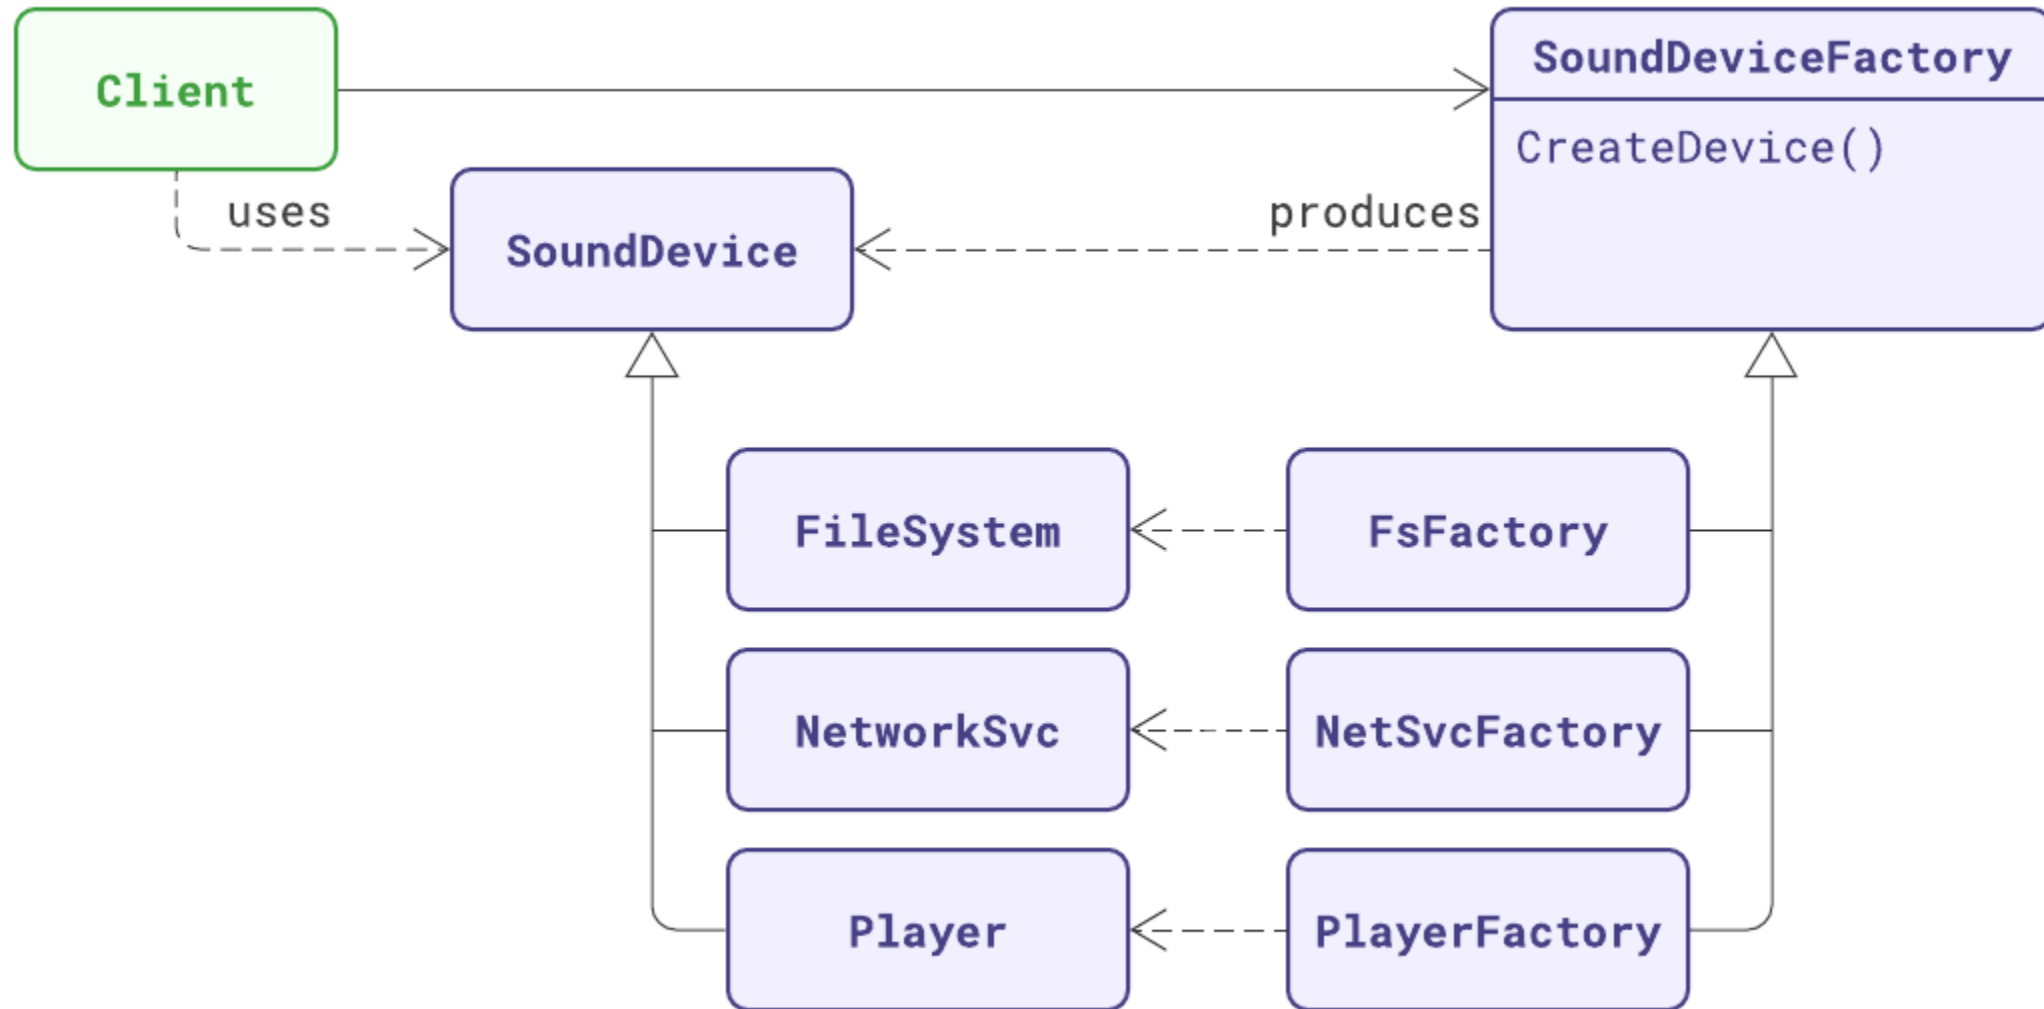 Client
SoundDeviceFactory
CreateDevice()
uses
produces
SoundDevice
FileSystem
FsFactory
NetworkSvc
NetSvcFactory
Player
PlayerFactory